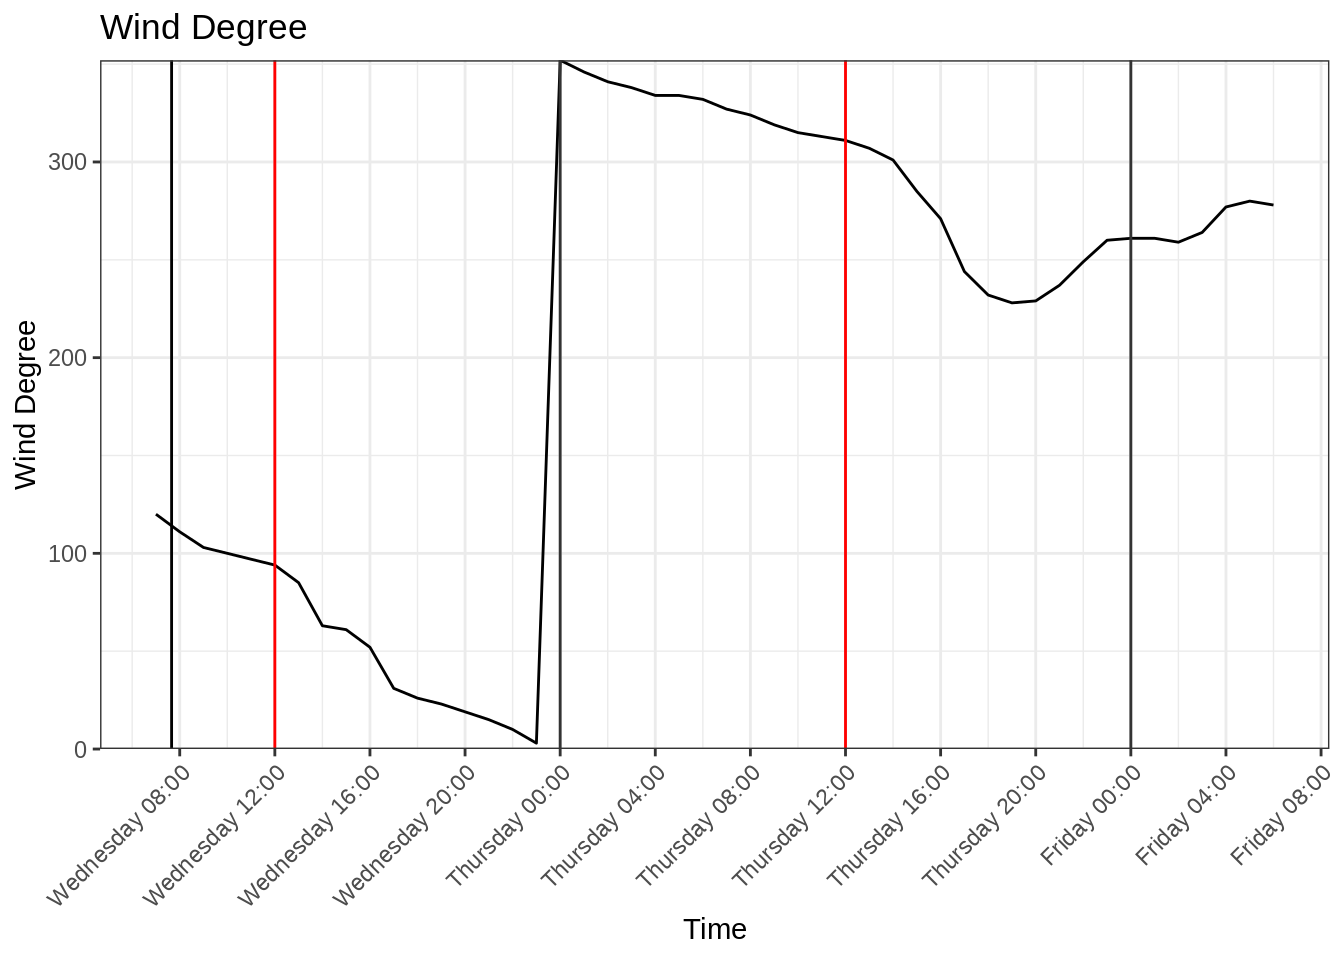 Wind Degree
Wind Degree
300
200
100
0
Wednesday 08:00
Wednesday 12:00
Wednesday 16:00
Wednesday 20:00
Thursday 00:00
Thursday 04:00
Thursday 08:00
Thursday 12:00
Thursday 16:00
Thursday 20:00
Friday 00:00
Friday 04:00
Friday 08:00
Time